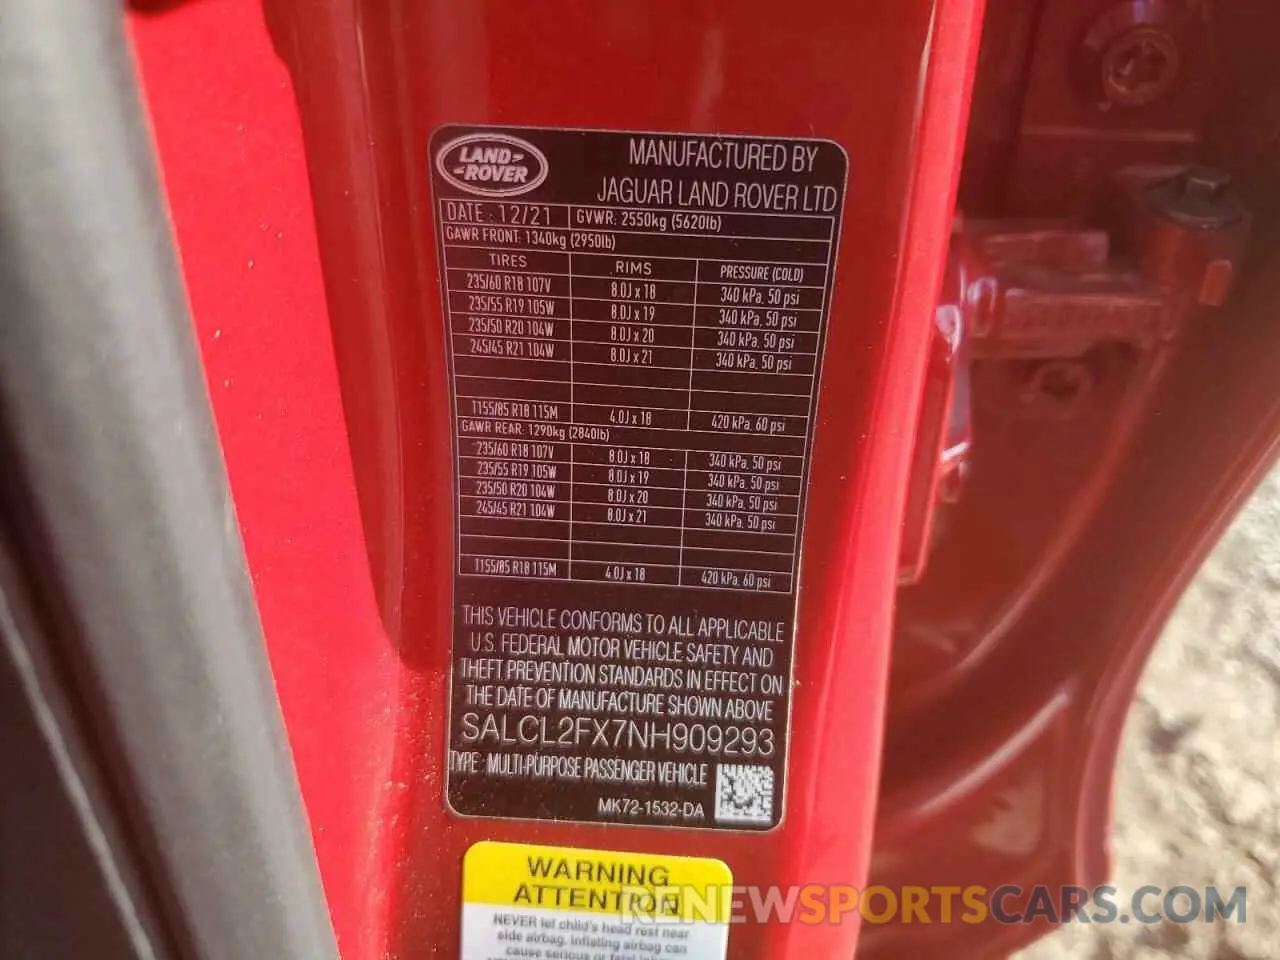 LAND-
-ROVER
MANUFACTURED BY
JAGUAR LAND ROVER LTD
DATE : 12/21 GVWR: 2550kg (5620lb)
GAWR FRONT: 1340kg (2950lb)
TIRES RIMS PRESSURE (COLD)
235/60 R18 107V 8.0J x 18 340 kPa, 50 psi
235/55 R19 105W 8.0J x 19 340 kPa, 50 psi
235/50 R20 104W 8.0J x 20 340 kPa, 50 psi
245/45 R21 104W 8.0J x 21 340 kPa, 50 psi
T155/85 R18 115M 4.0J x 18 420 kPa, 60 psi
GAWR REAR: 1290kg (2840lb)
235/60 R18 107V 8.0J x 18 340 kPa, 50 psi
235/55 R19 105W 8.0J x 19 340 kPa, 50 psi
235/50 R20 104W 8.0J x 20 340 kPa, 50 psi
245/45 R21 104W 8.0J x 21 340 kPa, 50 psi
T155/85 R18 115M 4.0J x 18 420 kPa, 60 psi
THIS VEHICLE CONFORMS TO ALL APPLICABLE
U.S. FEDERAL MOTOR VEHICLE SAFETY AND
THEFT PREVENTION STANDARDS IN EFFECT ON
THE DATE OF MANUFACTURE SHOWN ABOVE
SALCL2FX7NH909293
TYPE: MULTI-PURPOSE PASSENGER VEHICLE
MK72-1532-DA
WARNING
ATTENTION
RENEWSPORTSCARS.COM
NEVER let child's head rest near
side airbag. Inflating airbag can
cause serious or fatal